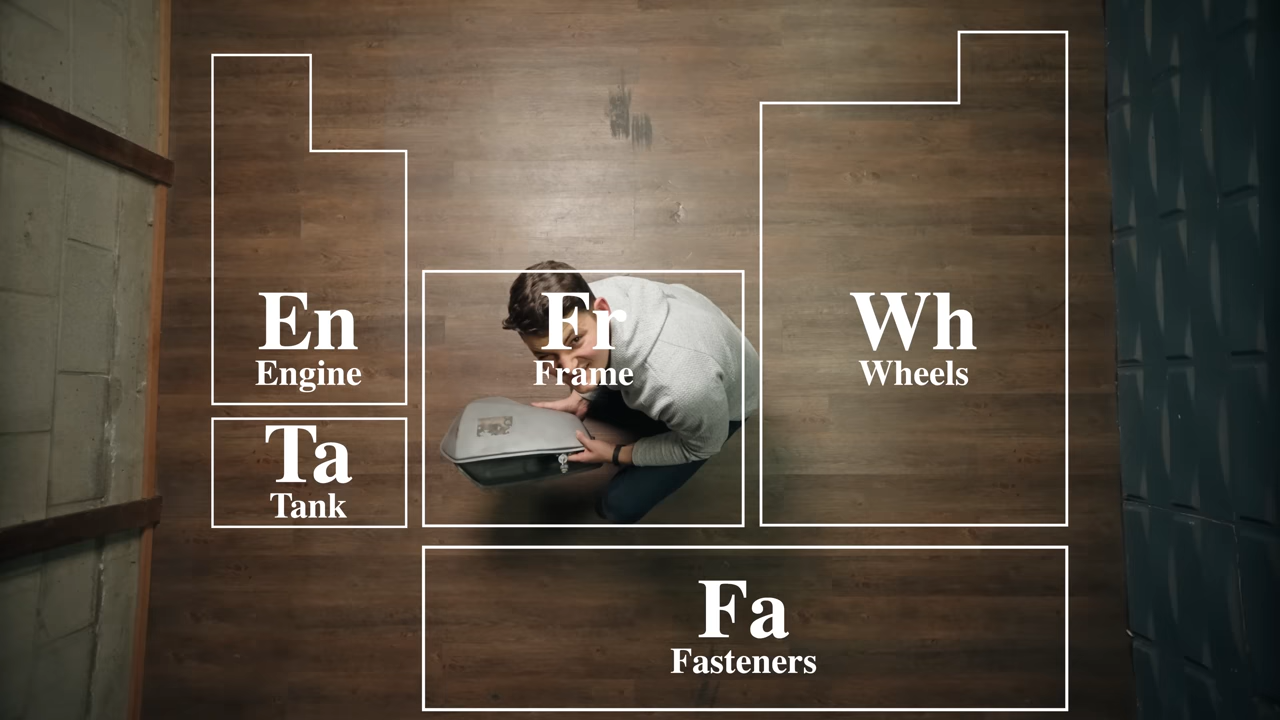 En
Engine
Ta
Tank
Fr
Frame
Wh
Wheels
Fa
Fasteners